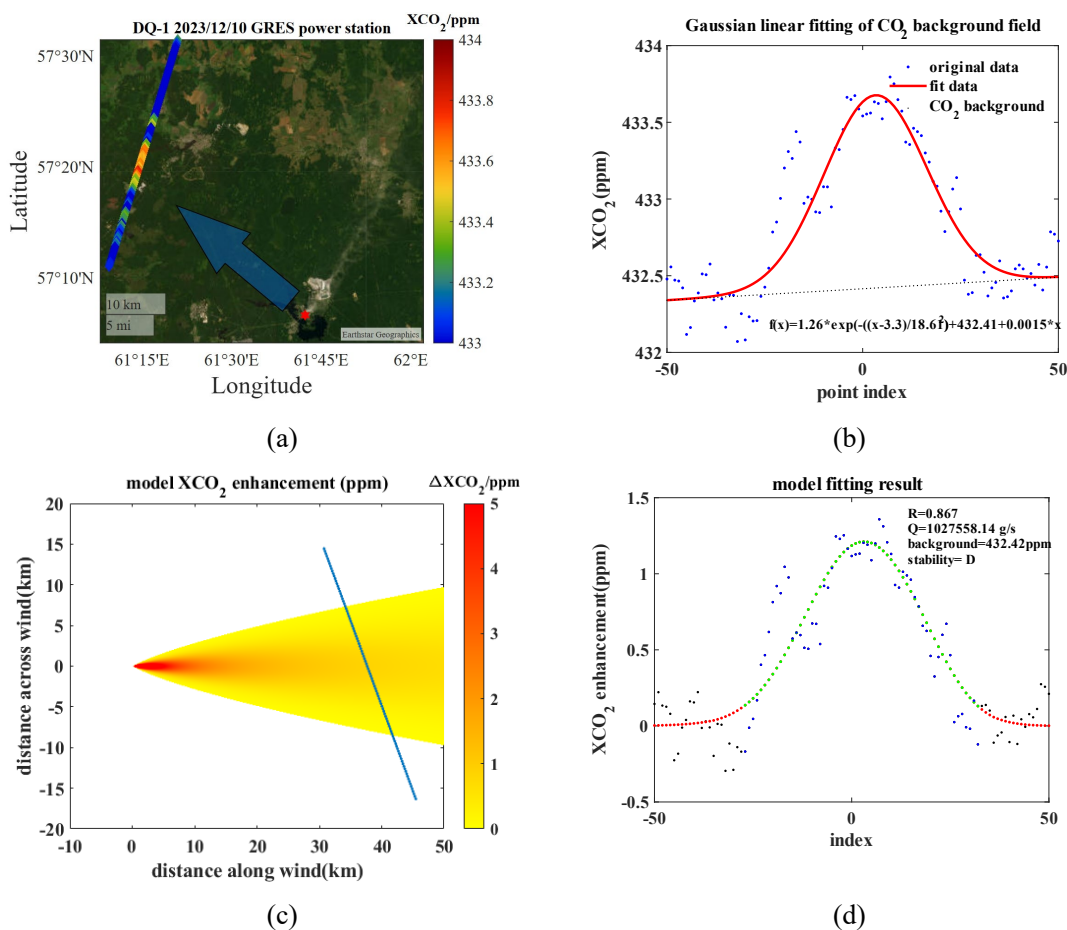 DQ-1 2023/12/10 GRES power station
XCO2/ppm
57°30'N
57°20'N
57°10'N
Latitude
434
433.8
433.6
433.4
433.2
433
10 km
5 mi
Earthstar Geographics
61°15'E 61°30'E 61°45'E 62°E
Longitude
(a)
Gaussian linear fitting of CO2 background field
434
433.5
433
432.5
432
XCO2(ppm)
original data
fit data
CO2 background
f(x)=1.26*exp(-((x-3.3)/18.61)^2)+432.41+0.0015*x
-50 0 50
point index
(b)
model XCO2 enhancement (ppm)
ΔXCO2/ppm
20
15
10
5
0
-5
-10
-15
-20
distance across wind(km)
5
4
3
2
1
0
-10 0 10 20 30 40 50
distance along wind(km)
(c)
model fitting result
1.5
1
0.5
0
-0.5
XCO2 enhancement(ppm)
R=0.867
Q=1027558.14 g/s
background=432.42ppm
stability= D
-50 0 50
index
(d)